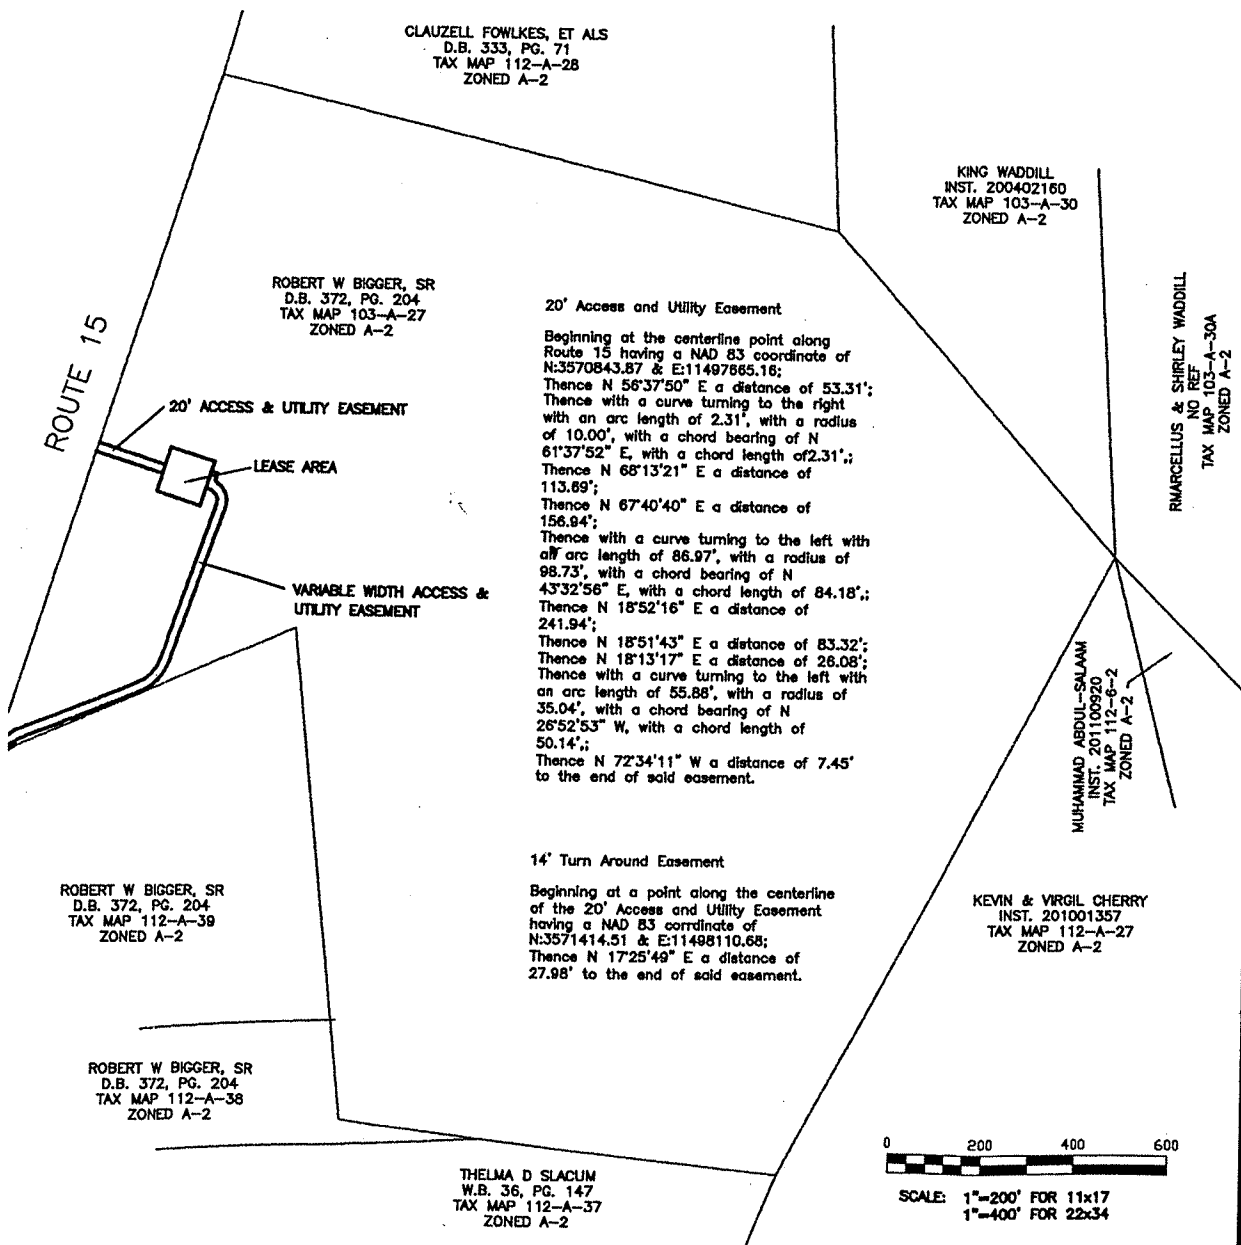 CLAUZELL FOWLKES, ET ALS
D.B. 333, PG. 71
TAX MAP 112-A-28
ZONED A-2
KING WADDILL
INST. 200402160
TAX MAP 103-A-30
ZONED A-2
RMARCELLUS & SHIRLEY WADDILL
NO REF
TAX MAP 103-A-30A
ZONED A-2
ROBERT W BIGGER, SR
D.B. 372, PG. 204
TAX MAP 103-A-27
ZONED A-2
ROUTE 15
20' ACCESS & UTILITY EASEMENT
LEASE AREA
VARIABLE WIDTH ACCESS &
UTILITY EASEMENT
20' Access and Utility Easement
Beginning at the centerline point along
Route 15 having a NAD 83 coordinate of
N:3570843.87 & E:11497665.16;
Thence N 56°37'50" E a distance of 53.31';
Thence with a curve turning to the right
with an arc length of 2.31', with a radius
of 10.00', with a chord bearing of N
61°37'52" E, with a chord length of2.31',;
Thence N 68°13'21" E a distance of
113.69';
Thence N 67°40'40" E a distance of
156.94';
Thence with a curve turning to the left with
an arc length of 86.97', with a radius of
98.73', with a chord bearing of N
43°32'56" E, with a chord length of 84.18',;
Thence N 18°52'16" E a distance of
241.94';
Thence N 18°51'43" E a distance of 83.32';
Thence N 18°13'17" E a distance of 26.08';
Thence with a curve turning to the left with
an arc length of 55.88', with a radius of
35.04', with a chord bearing of N
26°52'53" W, with a chord length of
50.14',;
Thence N 72°34'11" W a distance of 7.45'
to the end of said easement.
14' Turn Around Easement
Beginning at a point along the centerline
of the 20' Access and Utility Easement
having a NAD 83 corrdinate of
N:3571414.51 & E:11498110.68;
Thence N 17°25'49" E a distance of
27.98' to the end of said easement.
MUHAMMAD ABDUL-SALAAM
INST. 201100920
TAX MAP 112-6-2
ZONED A-2
ROBERT W BIGGER, SR
D.B. 372, PG. 204
TAX MAP 112-A-39
ZONED A-2
KEVIN & VIRGIL CHERRY
INST. 201001357
TAX MAP 112-A-27
ZONED A-2
ROBERT W BIGGER, SR
D.B. 372, PG. 204
TAX MAP 112-A-38
ZONED A-2
THELMA D SLACUM
W.B. 36, PG. 147
TAX MAP 112-A-37
ZONED A-2
0 200 400 600
SCALE: 1"=200' FOR 11x17
1"=400' FOR 22x34